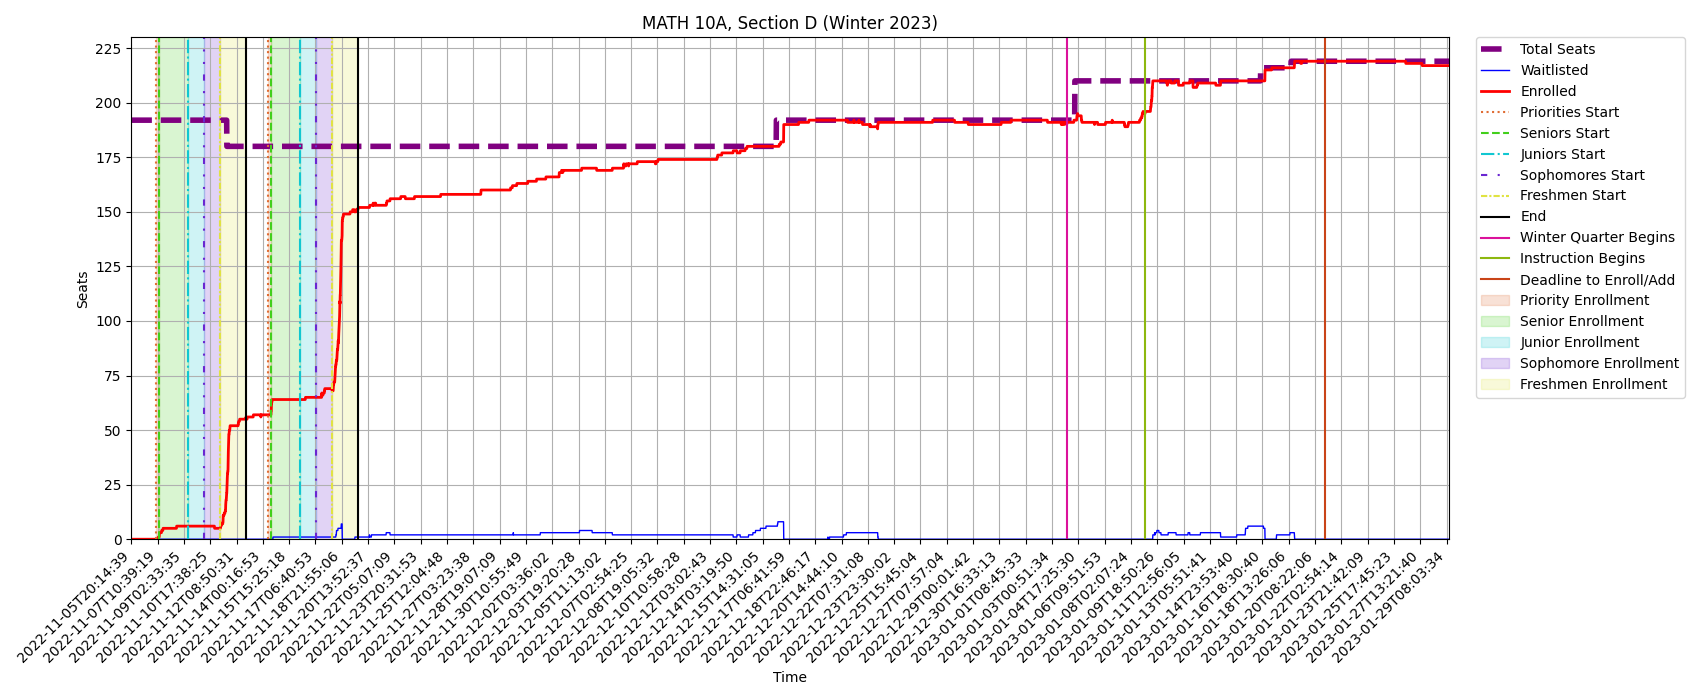 MATH 10A, Section D (Winter 2023)
Seats
225
200
175
150
125
100
75
50
25
0
2022-11-05T20:14:39
2022-11-07T10:39:19
2022-11-09T02:33:35
2022-11-10T17:38:25
2022-11-12T08:50:31
2022-11-14T00:16:53
2022-11-15T15:25:18
2022-11-17T06:40:53
2022-11-18T21:55:06
2022-11-20T13:52:37
2022-11-22T05:07:09
2022-11-23T20:31:53
2022-11-25T12:04:48
2022-11-27T03:23:38
2022-11-28T19:07:09
2022-11-30T10:55:49
2022-12-02T03:36:02
2022-12-03T19:20:28
2022-12-05T11:13:02
2022-12-07T02:54:25
2022-12-08T19:05:32
2022-12-10T10:58:28
2022-12-12T03:02:43
2022-12-13T19:19:50
2022-12-15T14:31:05
2022-12-17T06:41:59
2022-12-18T22:46:17
2022-12-20T14:44:10
2022-12-22T07:31:08
2022-12-23T23:30:02
2022-12-25T15:45:04
2022-12-27T07:57:04
2022-12-29T00:01:42
2022-12-30T16:33:13
2023-01-01T08:45:33
2023-01-03T00:51:34
2023-01-04T17:25:30
2023-01-06T09:51:53
2023-01-08T02:07:24
2023-01-09T18:50:26
2023-01-11T12:56:05
2023-01-13T05:51:41
2023-01-14T23:53:40
2023-01-16T18:30:40
2023-01-18T13:26:06
2023-01-20T08:22:06
2023-01-22T02:54:14
2023-01-23T21:42:09
2023-01-25T17:45:23
2023-01-27T13:21:40
2023-01-29T08:03:34
Time
Total Seats
Waitlisted
Enrolled
Priorities Start
Seniors Start
Juniors Start
Sophomores Start
Freshmen Start
End
Winter Quarter Begins
Instruction Begins
Deadline to Enroll/Add
Priority Enrollment
Senior Enrollment
Junior Enrollment
Sophomore Enrollment
Freshmen Enrollment